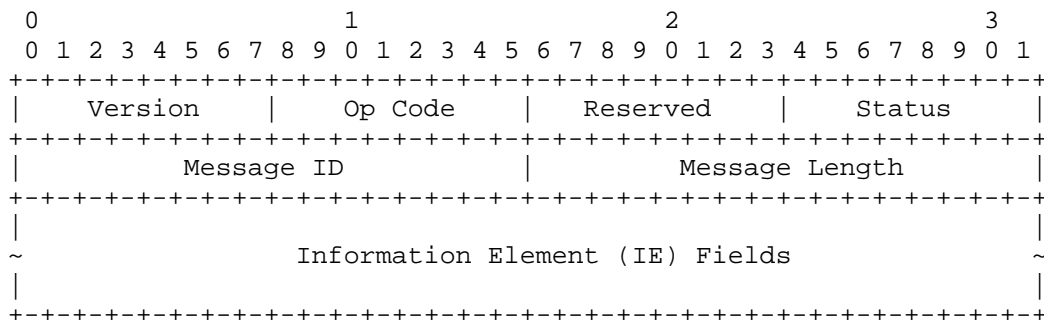 0                   1                   2                   3
 0 1 2 3 4 5 6 7 8 9 0 1 2 3 4 5 6 7 8 9 0 1 2 3 4 5 6 7 8 9 0 1
+-+-+-+-+-+-+-+-+-+-+-+-+-+-+-+-+-+-+-+-+-+-+-+-+-+-+-+-+-+-+-+-+
|    Version    |    Op Code    |   Reserved    |    Status     |
+-+-+-+-+-+-+-+-+-+-+-+-+-+-+-+-+-+-+-+-+-+-+-+-+-+-+-+-+-+-+-+-+
|          Message ID           |         Message Length        |
+-+-+-+-+-+-+-+-+-+-+-+-+-+-+-+-+-+-+-+-+-+-+-+-+-+-+-+-+-+-+-+-+
|                                                               |
~                 Information Element (IE) Fields               ~
|                                                               |
+-+-+-+-+-+-+-+-+-+-+-+-+-+-+-+-+-+-+-+-+-+-+-+-+-+-+-+-+-+-+-+-+